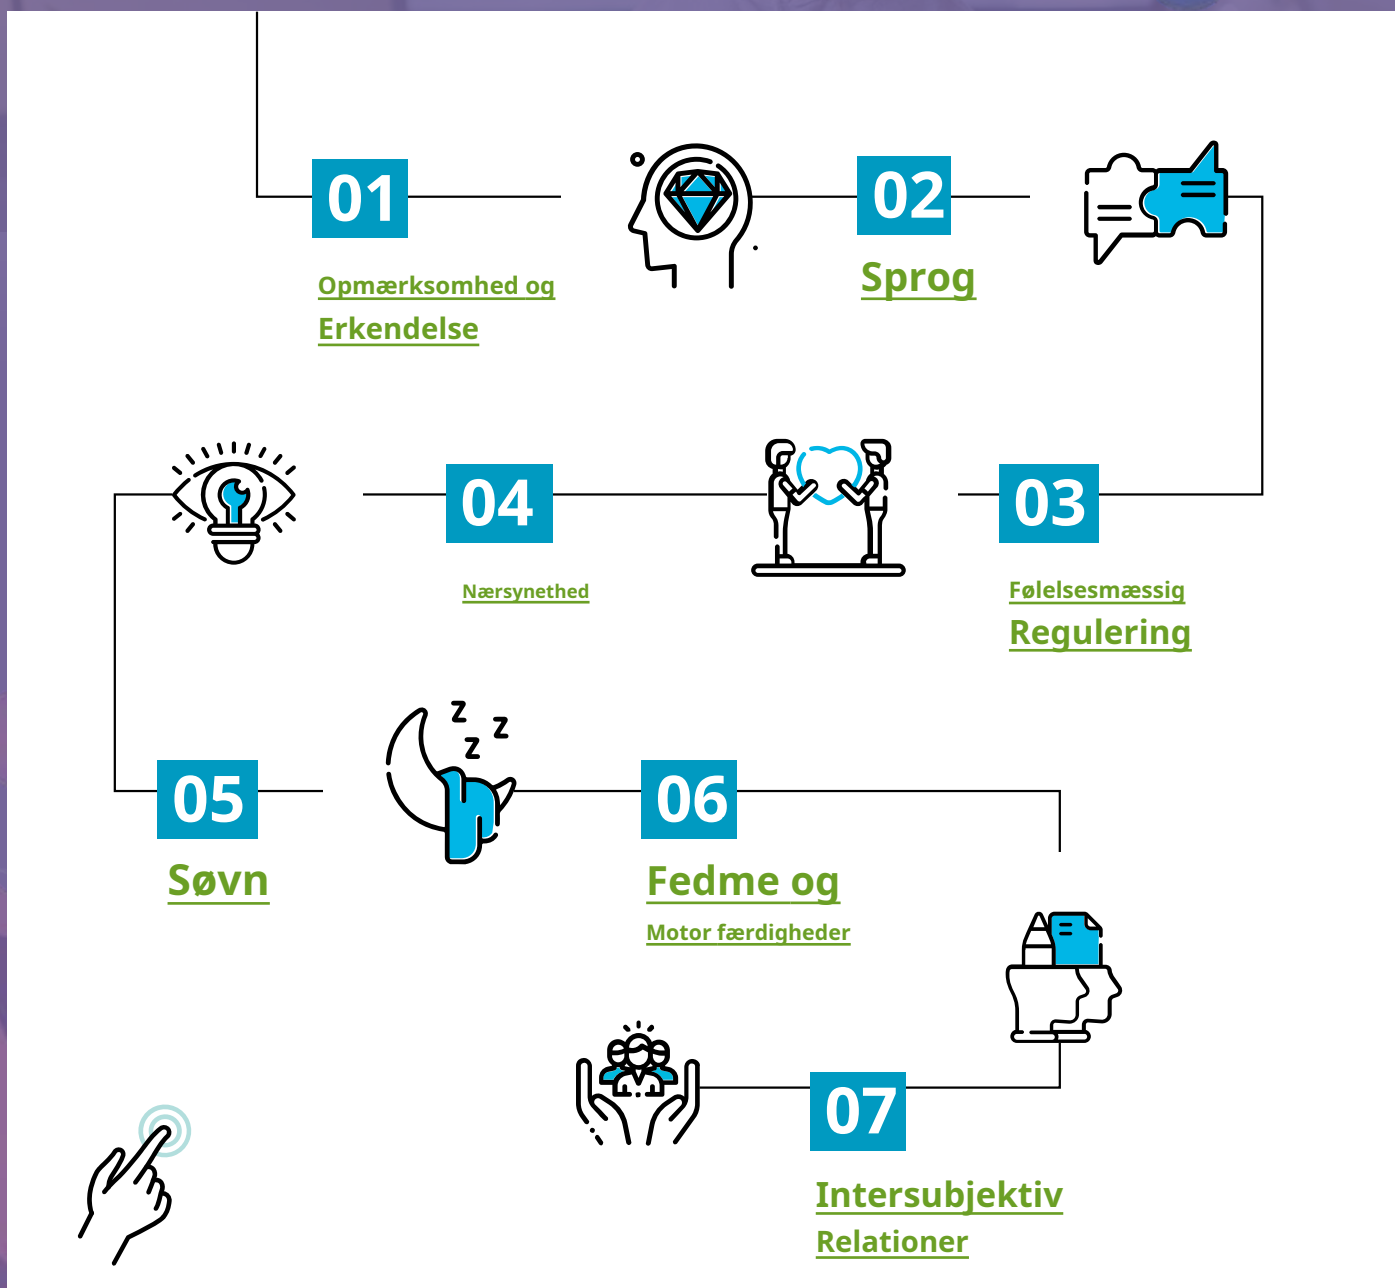 01
Opmærksomhed og
Erkendelse
02
Sprog
03
Følelsesmæssig
Regulering
04
Nærsynethed
z
z
z
05
Søvn
06
Fedme og
Motor færdigheder
07
Intersubjektiv
Relationer